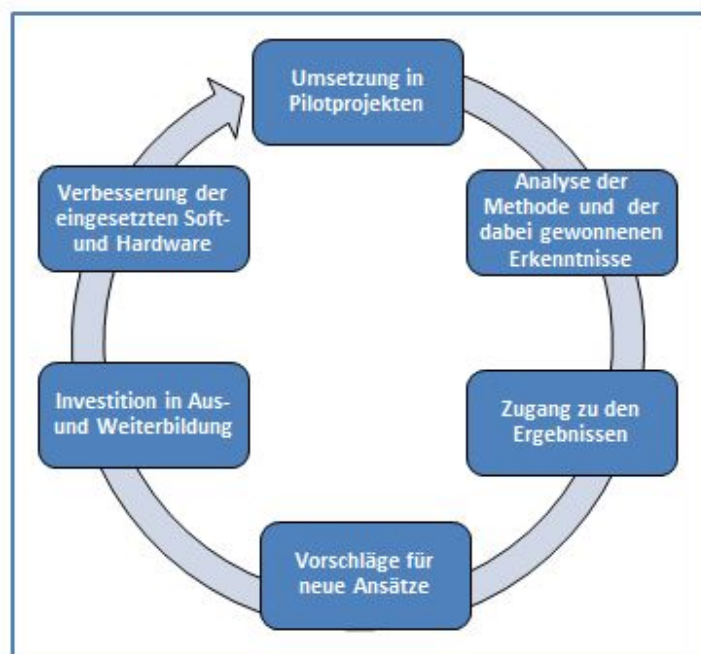 Umsetzung in
Pilotprojekten
Analyse der
Methode und der
dabei gewonnenen
Erkenntnisse
Zugang zu den
Ergebnissen
Vorschläge für
neue Ansätze
Investition in Aus-
und Weiterbildung
Verbesserung der
eingesetzten Soft-
und Hardware